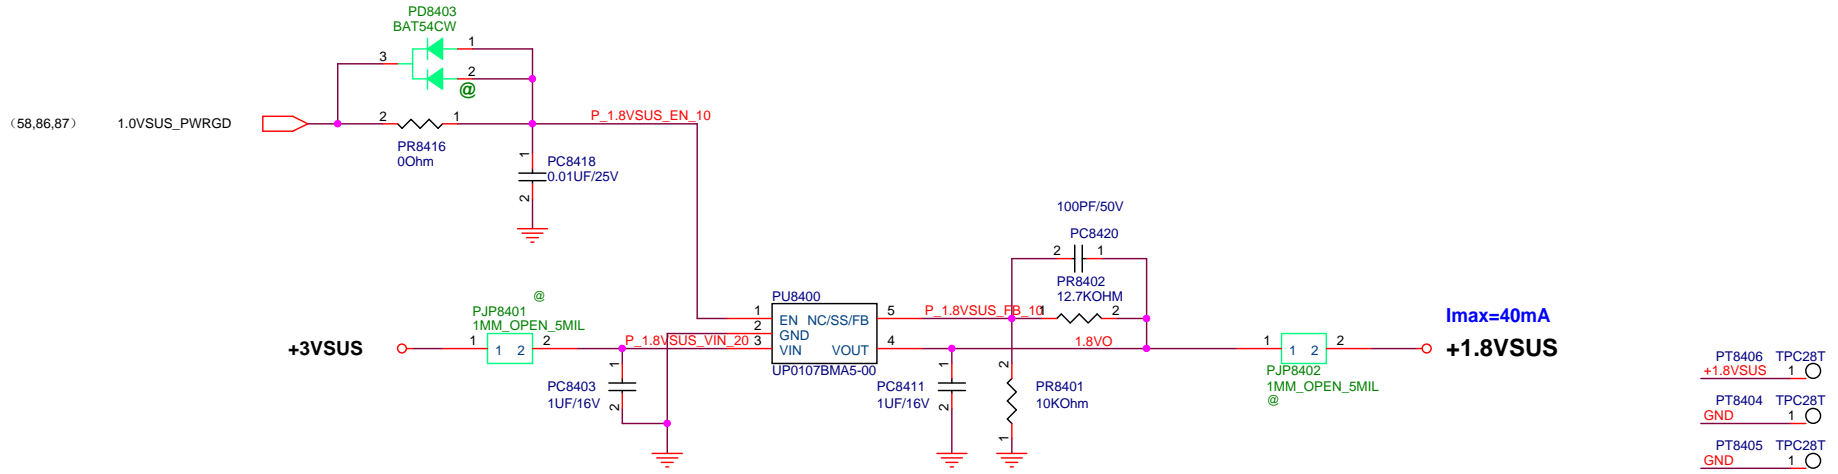 PD8403
BAT54CW
1
3
2
@
(58,86,87)
1.0VSUS_PWRGD
2
1
P_1.8VSUS_EN_10
PR8416
0Ohm
1
PC8418
0.01UF/25V
2
100PF/50V
PC8420
2
1
PR8402
12.7KOHM
@
PJP8401
1MM_OPEN_5MIL
PU8400
1
EN
NC/SS/FB
5
P_1.8VSUS_FB_10
1
2
Imax=40mA
2
GND
+3VSUS
1
1
2
2
P_1.8VSUS_VIN_20
3
VIN
VOUT
4
1.8VO
1
1
2
2
+1.8VSUS
UP0107BMA5-00
PJP8402
1MM_OPEN_5MIL
@
1
PC8403
1UF/16V
2
1
PC8411
1UF/16V
2
2
PR8401
10KOhm
1
PT8406
TPC28T
+1.8VSUS
1
PT8404
TPC28T
GND
1
PT8405
TPC28T
GND
1